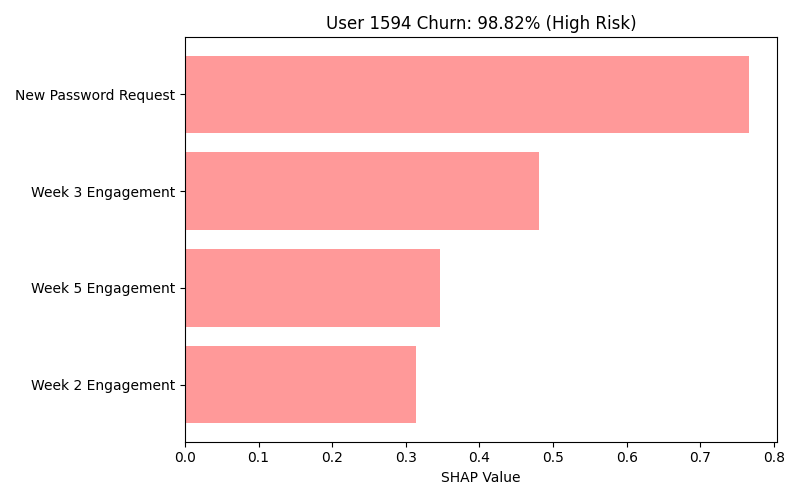 User 1594 Churn: 98.82% (High Risk)
New Password Request
Week 3 Engagement
Week 5 Engagement
Week 2 Engagement
0.0 0.1 0.2 0.3 0.4 0.5 0.6 0.7 0.8
SHAP Value